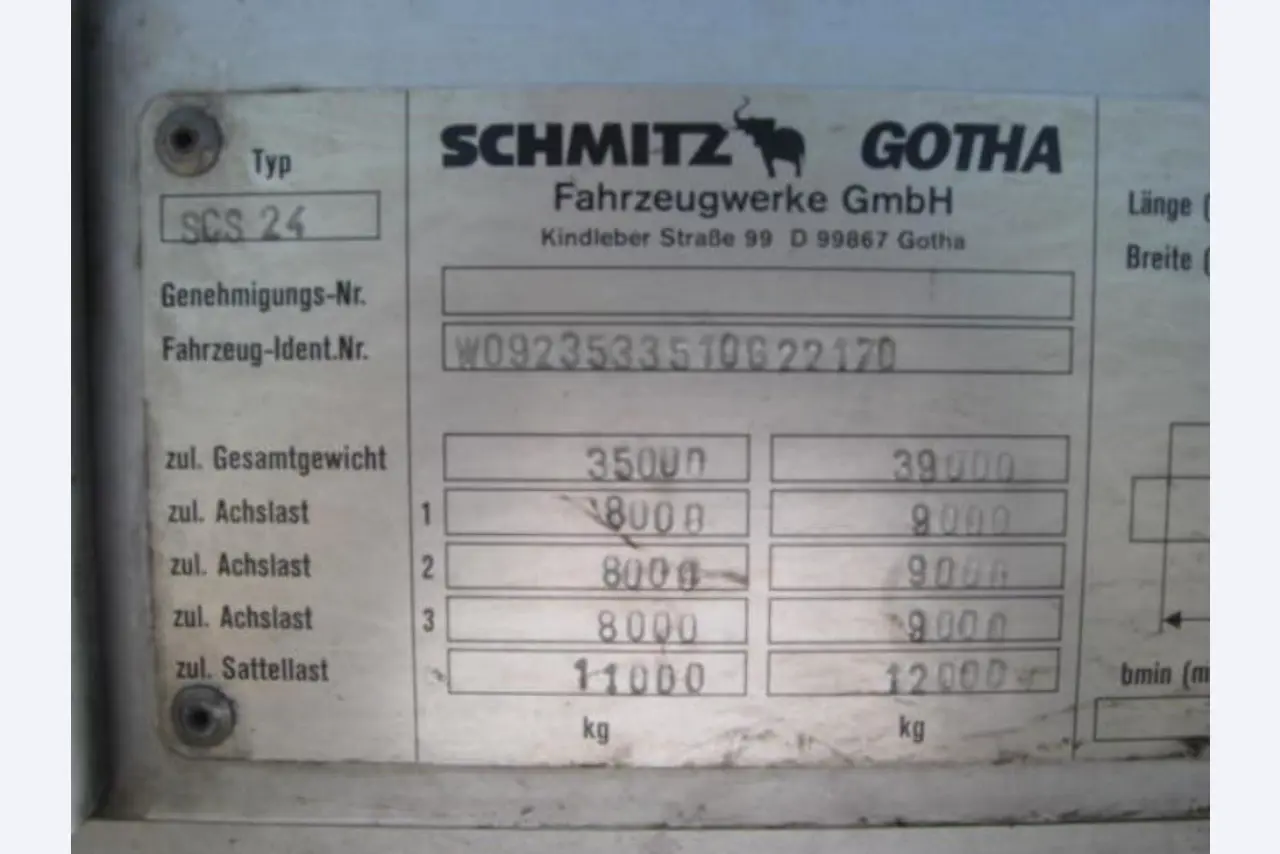 SCHMITZ GOTHA
Fahrzeugwerke GmbH
Kindleber Straße 99 D 99867 Gotha
Typ
SCS 24
Genehmigungs-Nr.
Fahrzeug-Ident.Nr. W0923533510G22170
zul. Gesamtgewicht 35000 39000
zul. Achslast 1 8000 9000
zul. Achslast 2 8000 9000
zul. Achslast 3 8000 9000
zul. Sattellast 11000 12000
kg kg
Länge (
Breite (
bmin (m